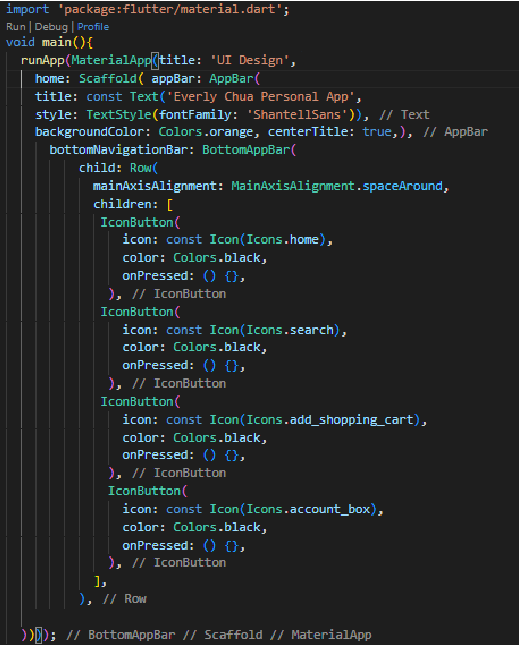 import "package:flutter/material.dart";
Run | Debug | Profile
void main(){
runApp(MaterialApp(title: 'UI Design',
home: Scaffold( appBar: AppBar(
title: const Text('Everly Chua Personal App',
style: TextStyle(fontFamily: 'ShantellSans')), // Text
backgroundColor: Colors.orange, centerTitle: true,), // AppBar
bottomNavigationBar: BottomAppBar(
child: Row(
mainAxisAlignment: MainAxisAlignment.spaceAround,
children: [
IconButton(
icon: const Icon(Icons.home),
color: Colors.black,
onPressed: () {},
), // IconButton
IconButton(
icon: const Icon(Icons.search),
color: Colors.black,
onPressed: () {},
), // IconButton
IconButton(
icon: const Icon(Icons.add_shopping_cart),
color: Colors.black,
onPressed: () {},
), // IconButton
IconButton(
icon: const Icon(Icons.account_box),
color: Colors.black,
onPressed: () {},
), // IconButton
],
), // Row
)))); // BottomAppBar // Scaffold // MaterialApp